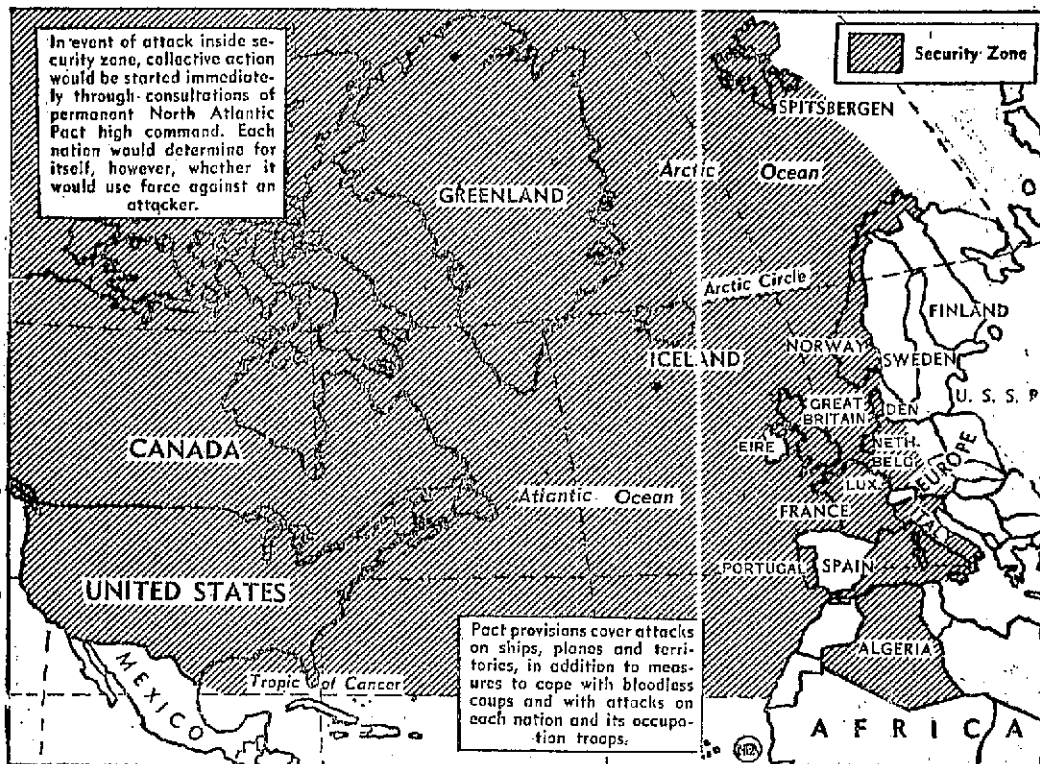 In event of attack inside se-
curity zone, collective action
would be started immediate-
ly through consultations of
permanant North Atlantic
Pact high command. Each
nation would determine for
itself, however, whether it
would use force against an
attacker.
Security Zone
SPITSBERGEN
Arctic Ocean
GREENLAND
Arctic Circle
FINLAND
NORWAY
SWEDEN
ICELAND
U. S. S. R
GREAT
BRITAIN
DEN.
EIRE
NETH.
BELG.
LUX.
EUROPE
CANADA
Atlantic Ocean
FRANCE
ITALY
PORTUGAL
SPAIN
UNITED STATES
ALGERIA
MEXICO
Tropic of Cancer
Pact provisions cover attacks
on ships, planes and terri-
tories, in addition to meas-
ures to cope with bloodless
coups and with attacks on
each nation and its occupa-
tion troops.
AFRICA
NEA